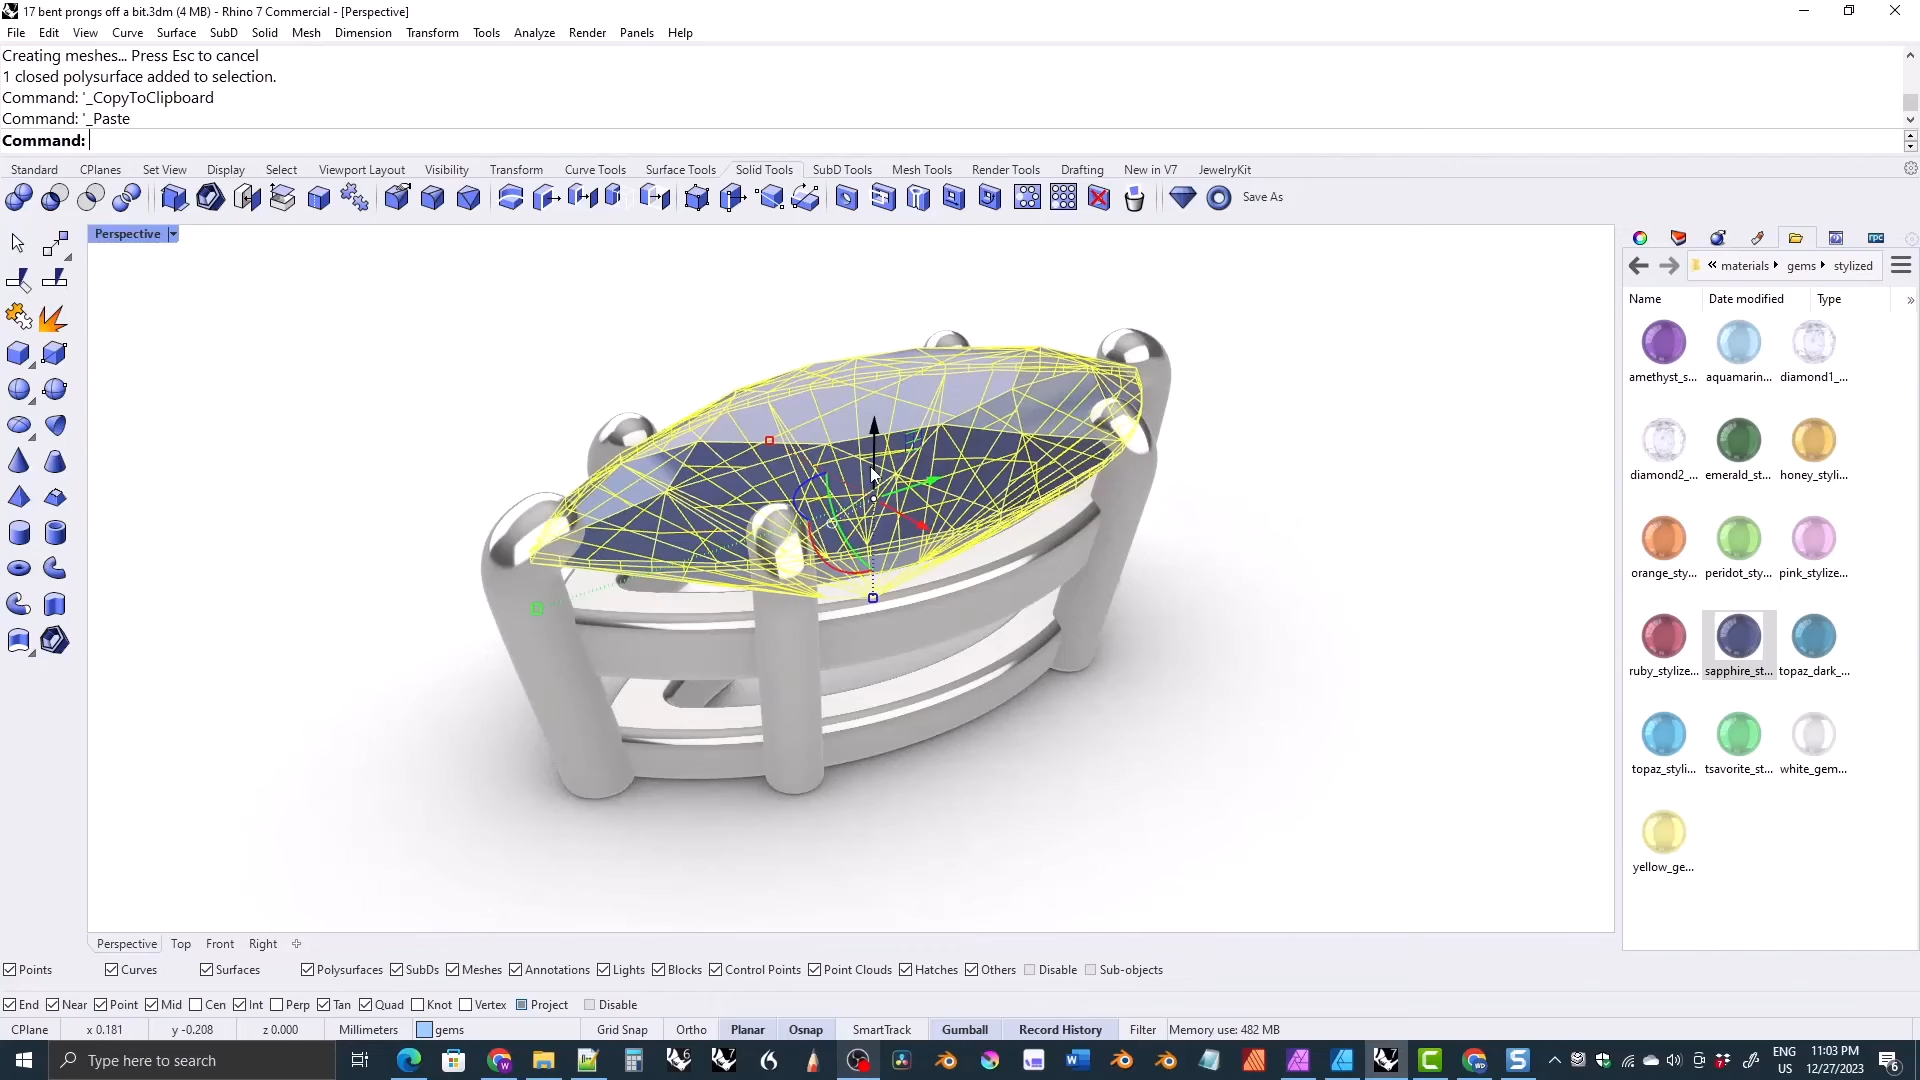 17 bent prongs off a bit.3dm (4 MB) - Rhino 7 Commercial - [Perspective]
File Edit View Curve Surface SubD Solid Mesh Dimension Transform Tools Analyze Render Panels Help
Creating meshes... Press Esc to cancel
1 closed polysurface added to selection.
Command: '_CopyToClipboard
Command: '_Paste
Command:
Standard CPlanes Set View Display Select Viewport Layout Visibility Transform Curve Tools Surface Tools Solid Tools SubD Tools Mesh Tools Render Tools Drafting New in V7 JewelryKit
Save As
Perspective
« materials gems stylized
Name Date modified Type »
amethyst_s... aquamarin... diamond1_...
diamond2_... emerald_st... honey_styli...
orange_sty... peridot_sty... pink_stylize...
ruby_stylize... sapphire_st... topaz_dark_...
topaz_styli... tsavorite_st... white_gem...
yellow_ge...
Perspective Top Front Right
Points Curves Surfaces Polysurfaces SubDs Meshes Annotations Lights Blocks Control Points Point Clouds Hatches Others Disable Sub-objects
End Near Point Mid Cen Int Perp Tan Quad Knot Vertex Project Disable
CPlane x 0.181 y -0.208 z 0.000 Millimeters gems Grid Snap Ortho Planar Osnap SmartTrack Gumball Record History Filter Memory use: 482 MB
Type here to search
ENG
US
11:03 PM
12/27/2023
6